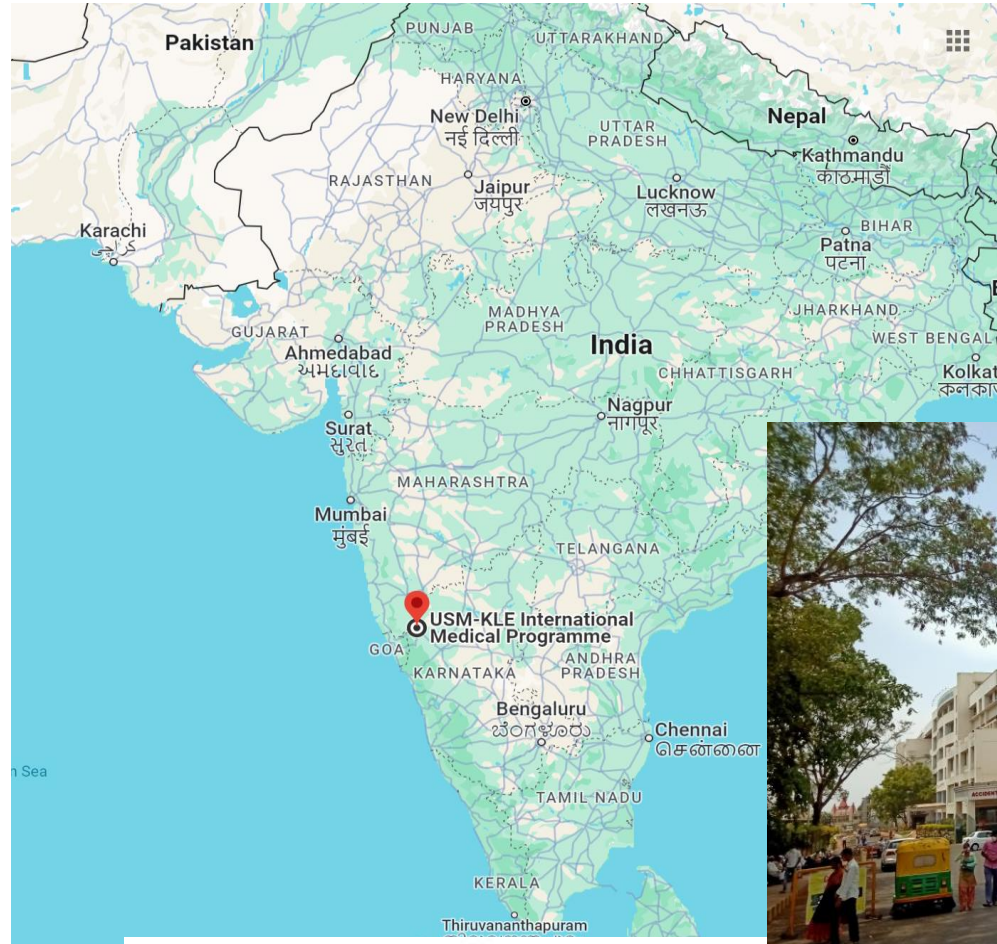 PUNJAB
UTTARAKHAND
Pakistan
HARYANA
New Delhi
नई दिल्ली
Nepal
UTTAR
PRADESH
Kathmandu
काठमाडौं
RAJASTHAN
Jaipur
जयपुर
Lucknow
लखनऊ
Karachi
کراچی
BIHAR
Patna
पटना
MADHYA
PRADESH
JHARKHAND
GUJARAT
Ahmedabad
અમદાવાદ
India
WEST BENGAL
CHHATTISGARH
Kolkat
কলকা
Surat
સુરત
Nagpur
नागपूर
MAHARASHTRA
Mumbai
मुंबई
TELANGANA
USM-KLE International
Medical Programme
GOA
KARNATAKA
ANDHRA
PRADESH
Bengaluru
ಬೆಂಗಳೂರು
Chennai
சென்னை
n Sea
TAMIL NADU
ACCIDENT
KERALA
Thiruvananthapuram